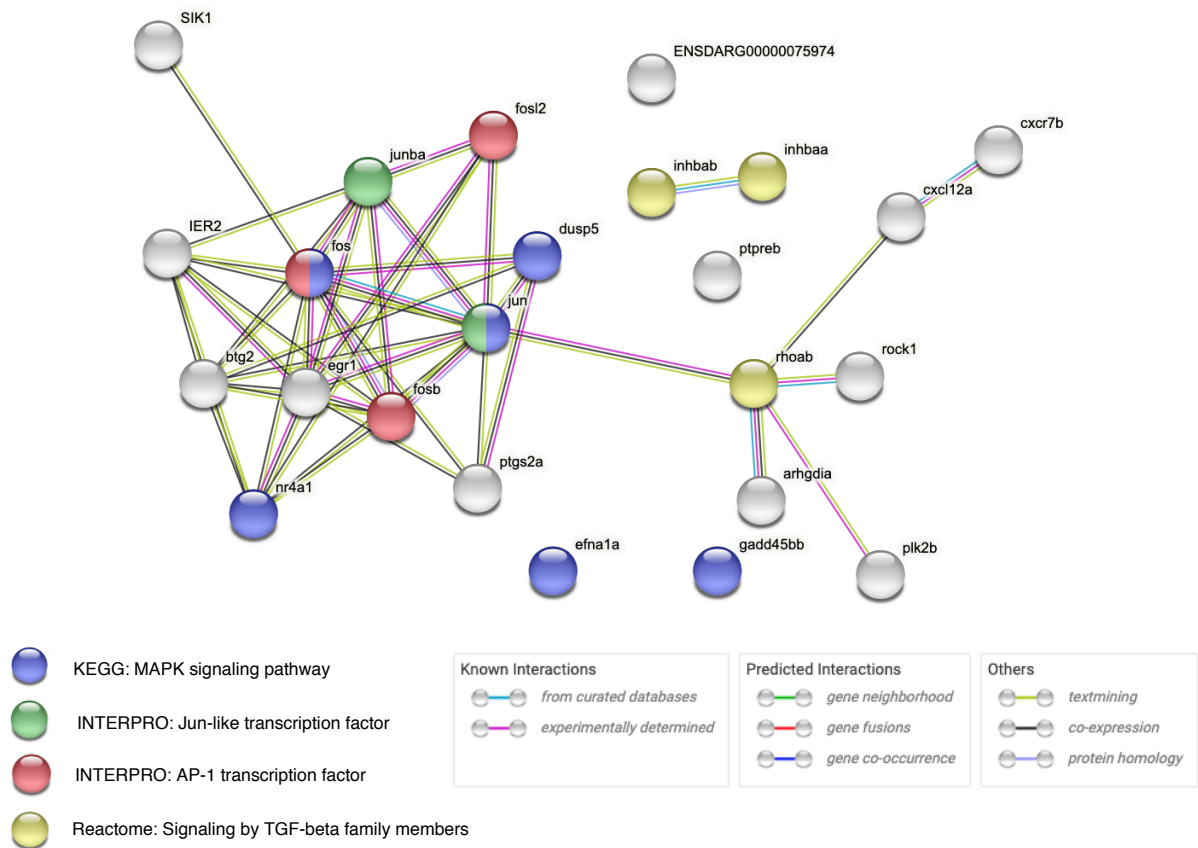 SIK1
ENSDARG00000075974
fosl2
cxcr7b
junba
inhbab
inhbaa
cxcl12a
IER2
fos
dusp5
ptpreb
jun
btg2
egr1
fosb
rhoab
rock1
ptgs2a
arhgdia
nr4a1
efna1a
gadd45bb
plk2b
KEGG: MAPK signaling pathway
INTERPRO: Jun-like transcription factor
INTERPRO: AP-1 transcription factor
Reactome: Signaling by TGF-beta family members
Known Interactions
from curated databases
experimentally determined
Predicted Interactions
gene neighborhood
gene fusions
gene co-occurrence
Others
textmining
co-expression
protein homology